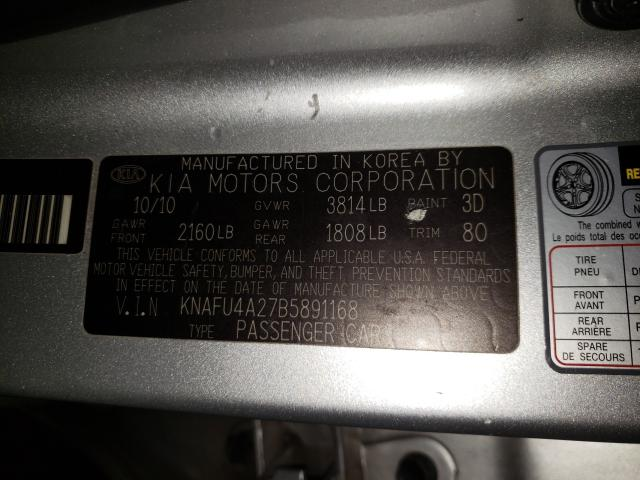 MANUFACTURED IN KOREA BY
KIA KIA MOTORS CORPORATION
10/10 GVWR 3814 LB PAINT 3D
GAWR FRONT 2160 LB GAWR REAR 1808 LB TRIM 80
THIS VEHICLE CONFORMS TO ALL APPLICABLE U.S.A. FEDERAL
MOTOR VEHICLE SAFETY, BUMPER, AND THEFT PREVENTION STANDARDS
IN EFFECT ON THE DATE OF MANUFACTURE SHOWN ABOVE
V.I.N KNAFU4A27B5891168
TYPE PASSENGER CAR
The combined w
Le poids total des oc
TIRE
PNEU
FRONT
AVANT
REAR
ARRIÈRE
SPARE
DE SECOURS